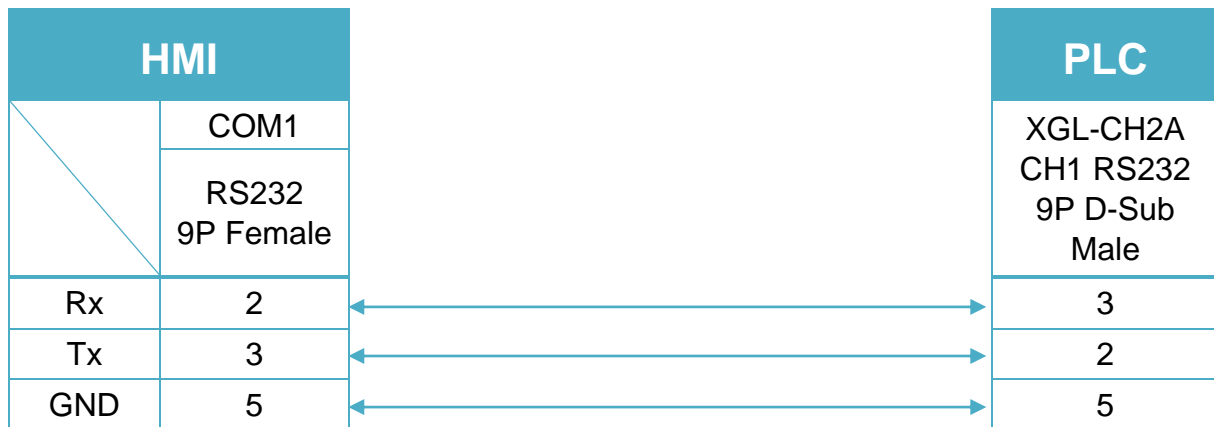 HMI
PLC
COM1
RS232
9P Female
XGL-CH2A
CH1 RS232
9P D-Sub
Male
Rx 2 3
Tx 3 2
GND 5 5